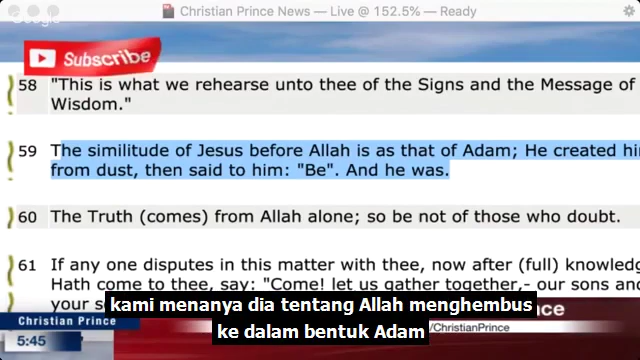 Christian Prince News — Live @ 152.5% — Ready
Google
Subscribe
58 "This is what we rehearse unto thee of the Signs and the Message of
Wisdom."
59 The similitude of Jesus before Allah is as that of Adam; He created him
from dust, then said to him: "Be". And he was.
60 The Truth (comes) from Allah alone; so be not of those who doubt.
61 If any one disputes in this matter with thee, now after (full) knowledg
Hath come to thee, say: "Come! let us gather together,- our sons and
your s
kami menanya dia tentang Allah menghembus
ke dalam bentuk Adam
Christian Prince
nce
5:45
/ChristianPrince